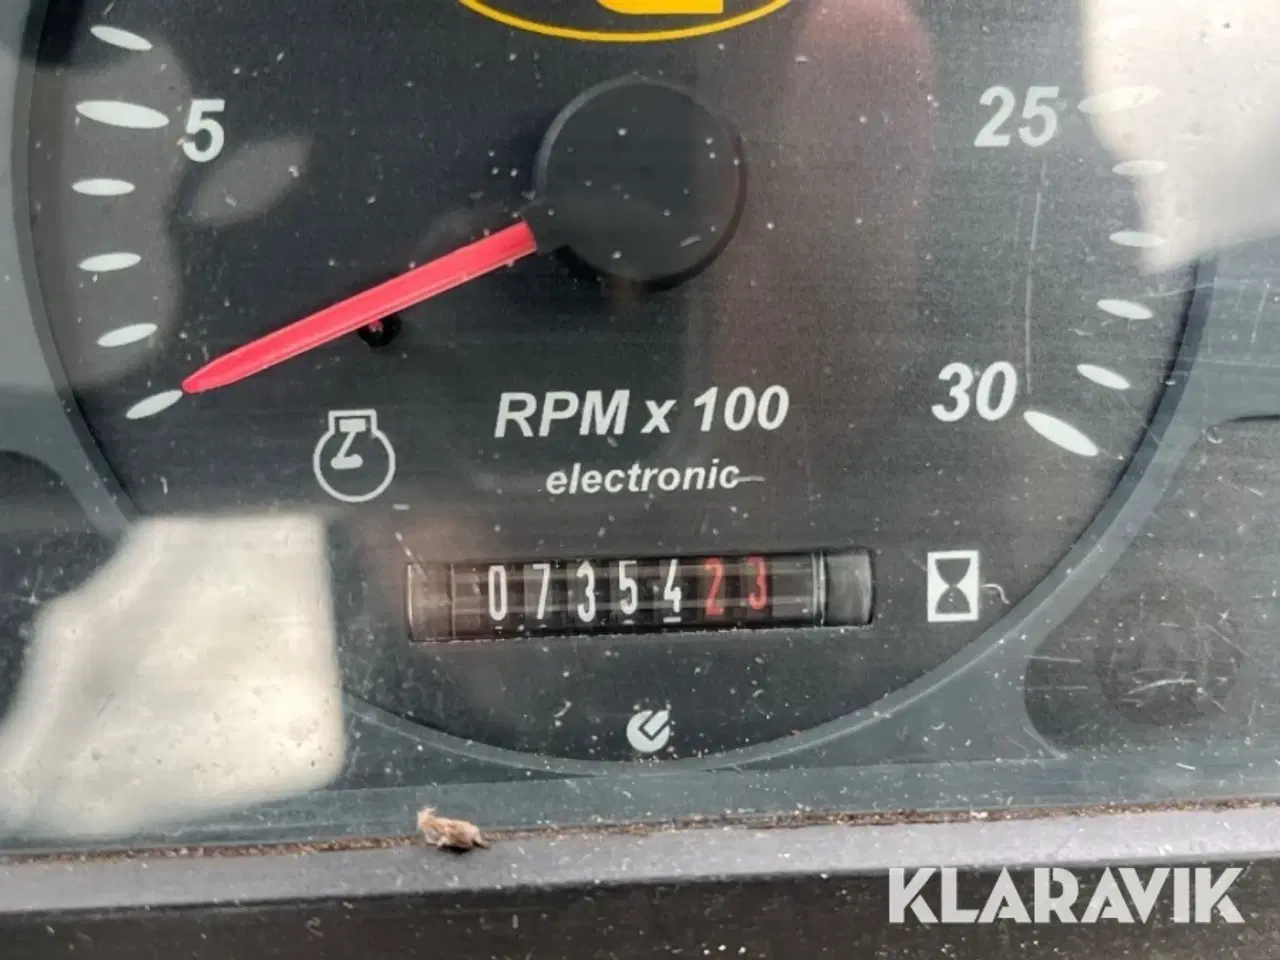 5
25
30
RPM x 100
electronic
0735423
KLARAVIK